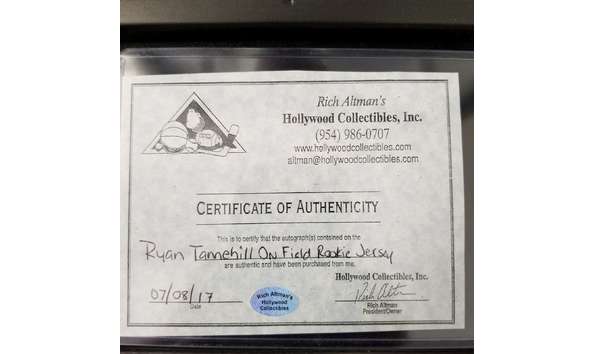 Rich Altman's
Hollywood Collectibles, Inc.
(954) 986-0707
www.hollywoodcollectibles.com
altman@hollywoodcollectibles.com
CERTIFICATE OF AUTHENTICITY
This is to certify that the autograph(s) contained on the
Ryan Tannehill On Field Rookie Jersey
are authentic and have been purchased from me.
Hollywood Collectibles, Inc.
07/08/17
Date
Rich Altman's
Hollywood
Collectibles
Rich Altman
Rich Altman
President/Owner